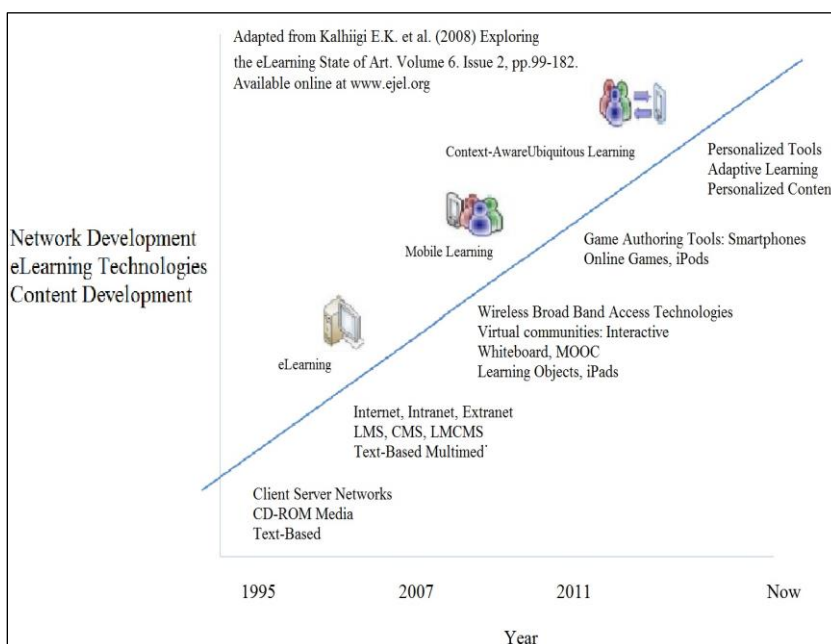 Adapted from Kalhiigi E.K. et al. (2008) Exploring
the eLearning State of Art. Volume 6. Issue 2, pp.99-182.
Available online at www.ejel.org
Context-AwareUbiquitous Learning
Personalized Tools
Adaptive Learning
Personalized Conten
Mobile Learning
Game Authoring Tools: Smartphones
Online Games, iPods
Network Development
eLearning Technologies
Content Development
Wireless Broad Band Access Technologies
Virtual communities: Interactive
Whiteboard, MOOC
Learning Objects, iPads
eLearning
Internet, Intranet, Extranet
LMS, CMS, LMCMS
Text-Based Multimed
Client Server Networks
CD-ROM Media
Text-Based
1995 2007 2011 Now
Year